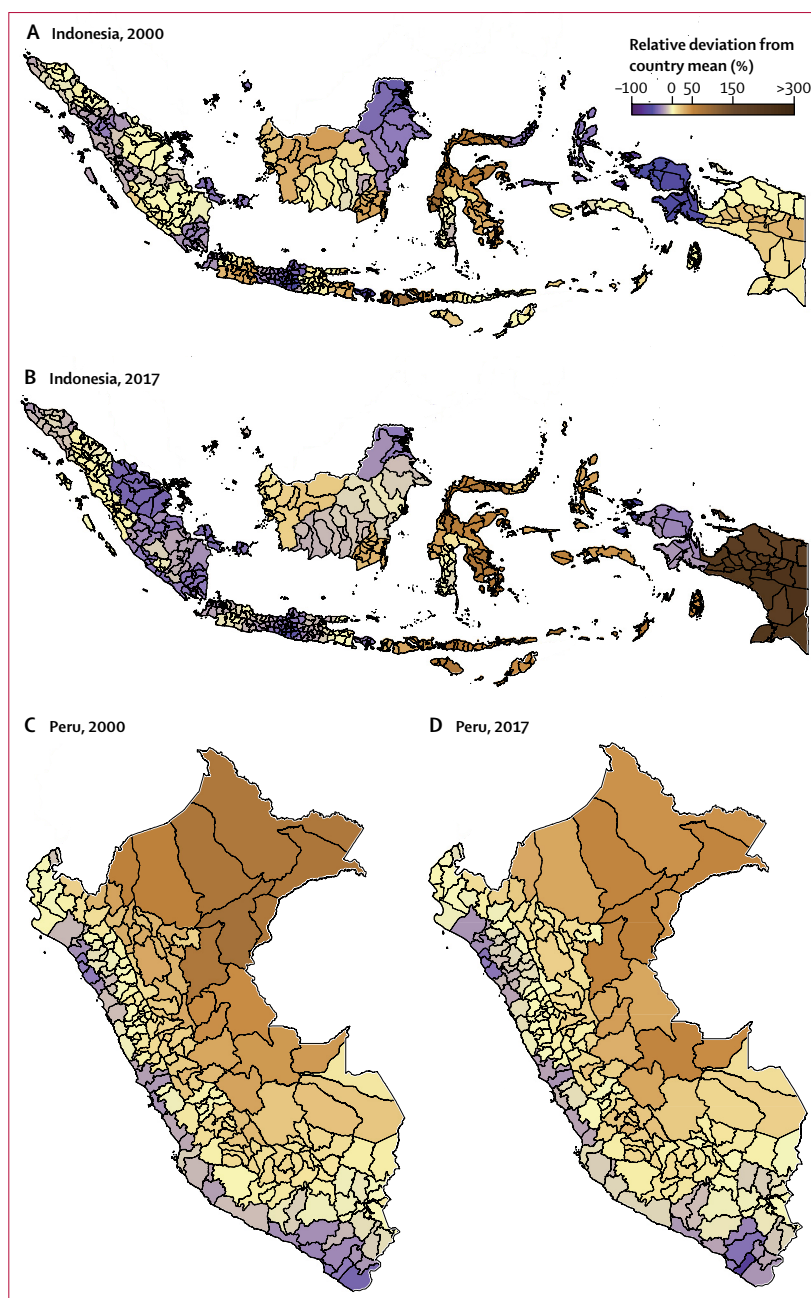 A Indonesia, 2000
Relative deviation from
country mean (%)
–100 0 50 150 >300
B Indonesia, 2017
C Peru, 2000
D Peru, 2017